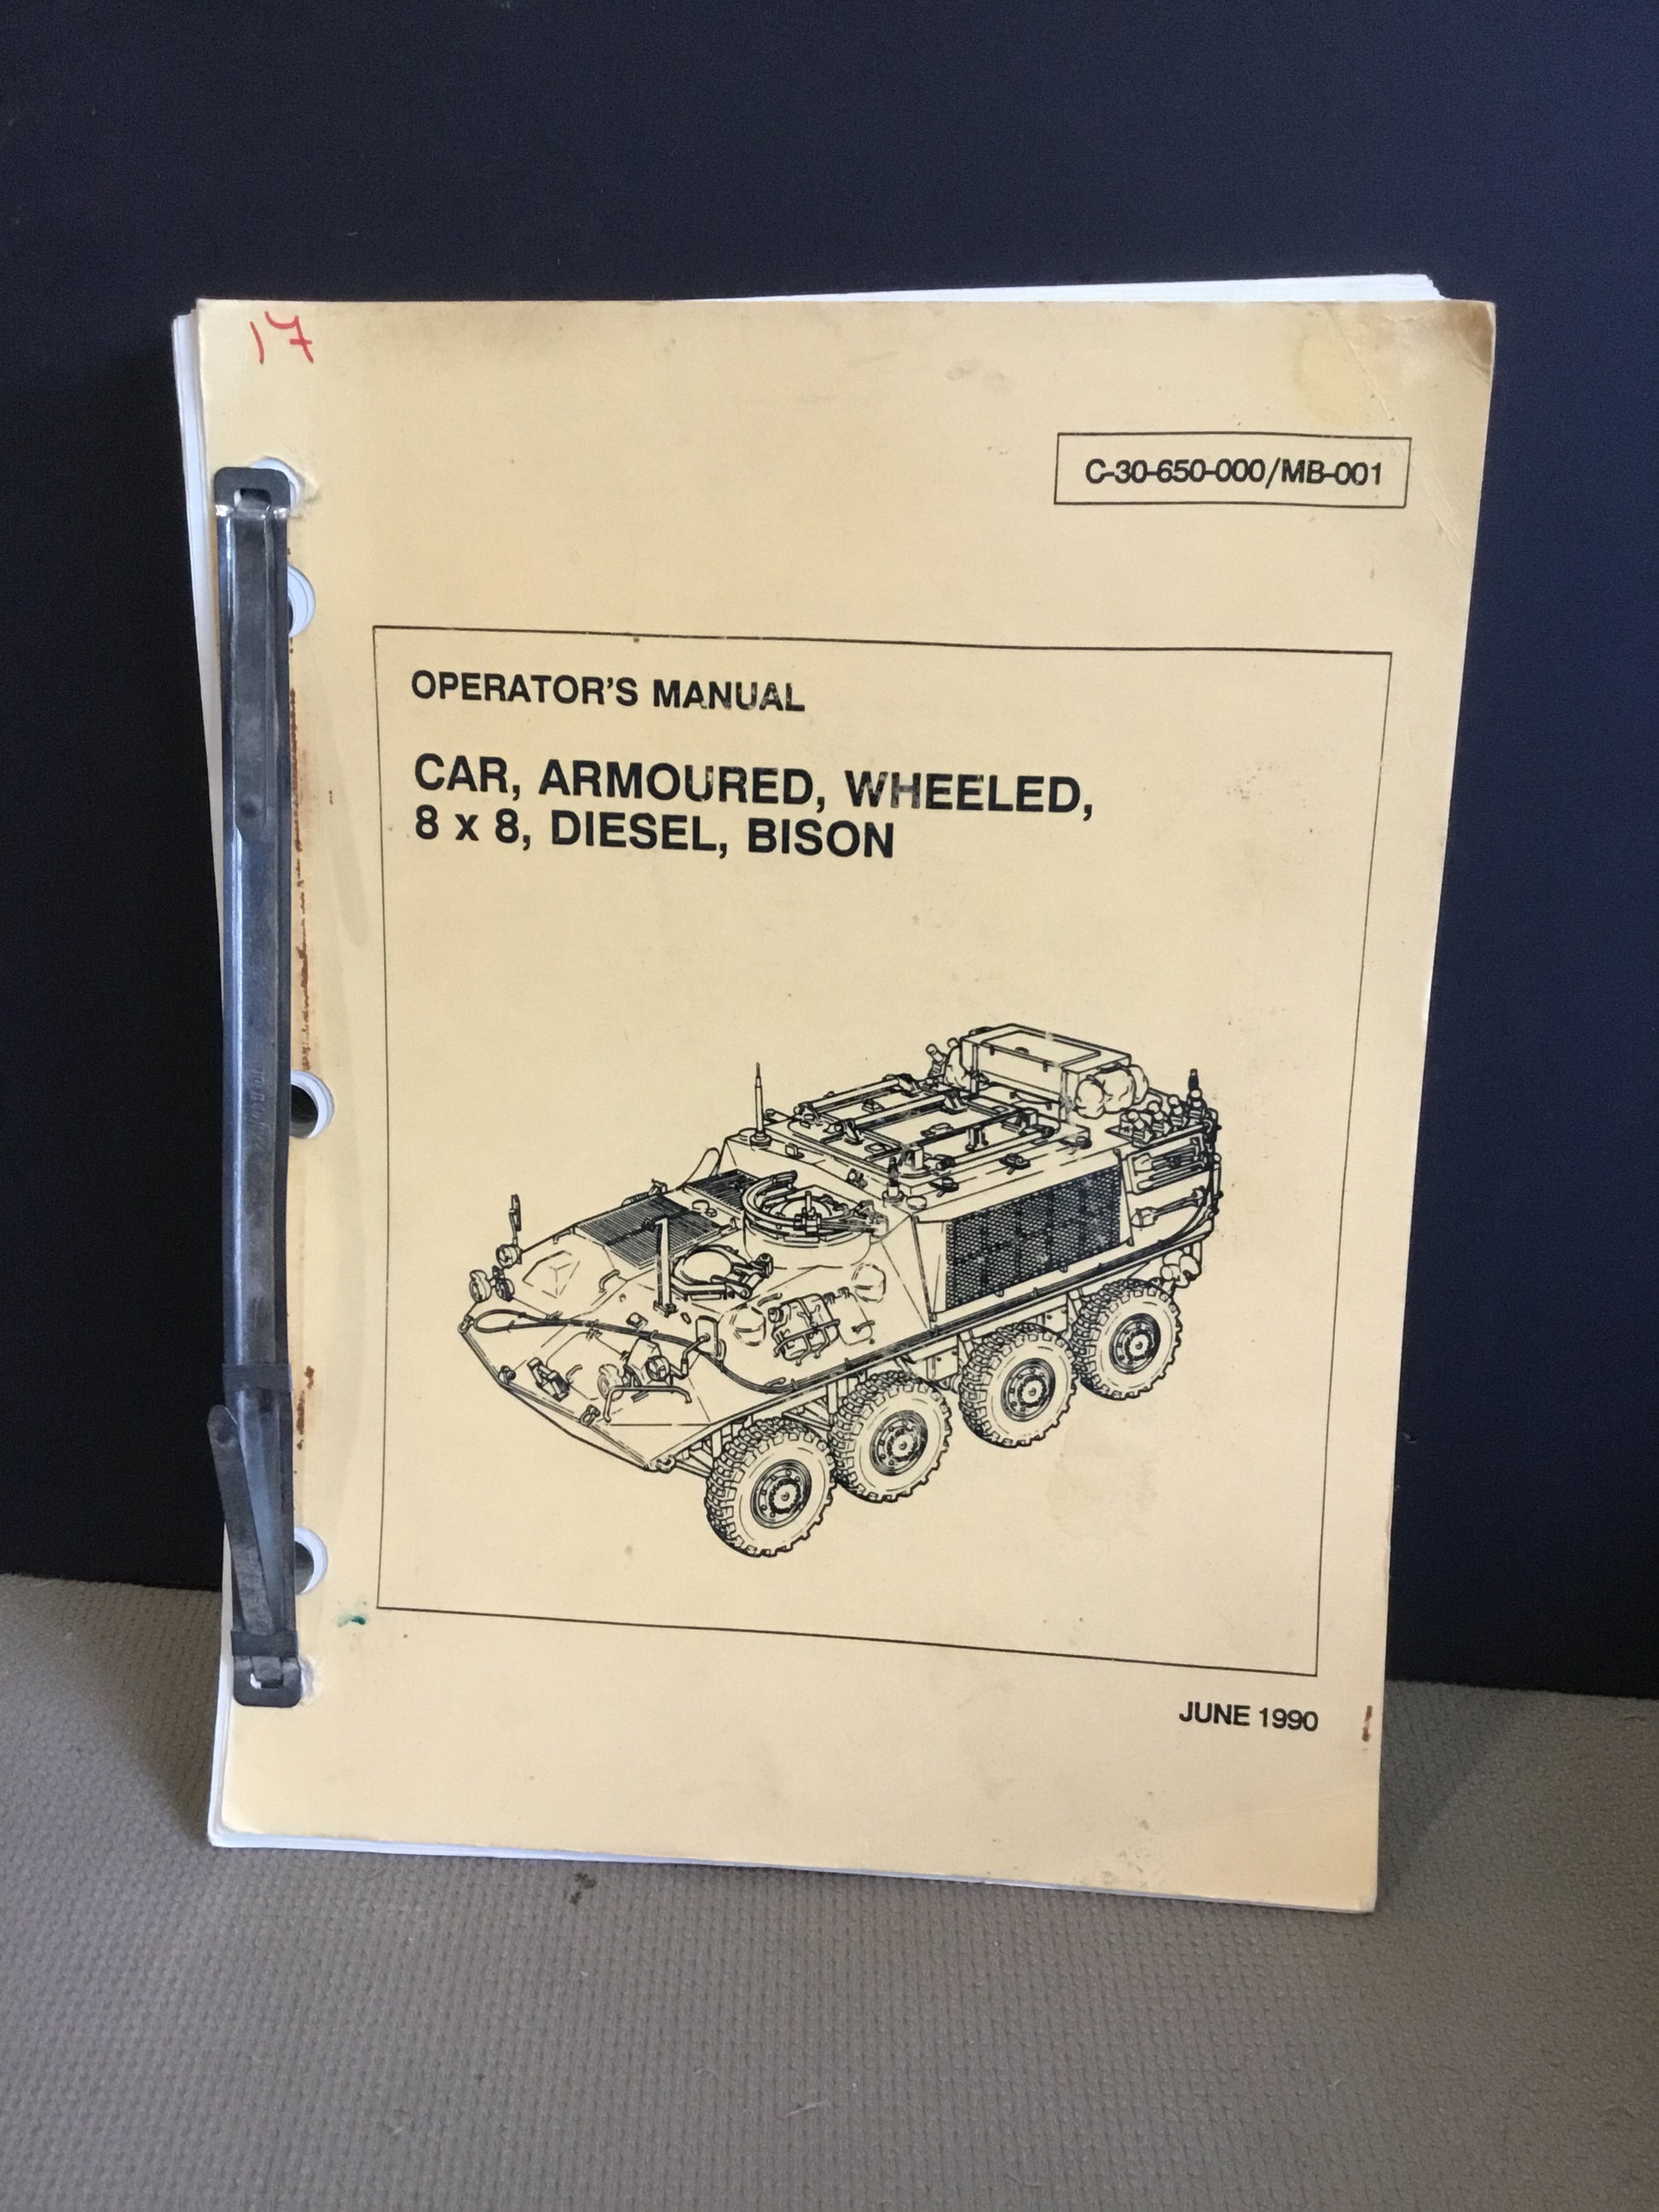 17
C-30-650-000/MB-001
OPERATOR'S MANUAL
CAR, ARMOURED, WHEELED,
8 x 8, DIESEL, BISON
JUNE 1990